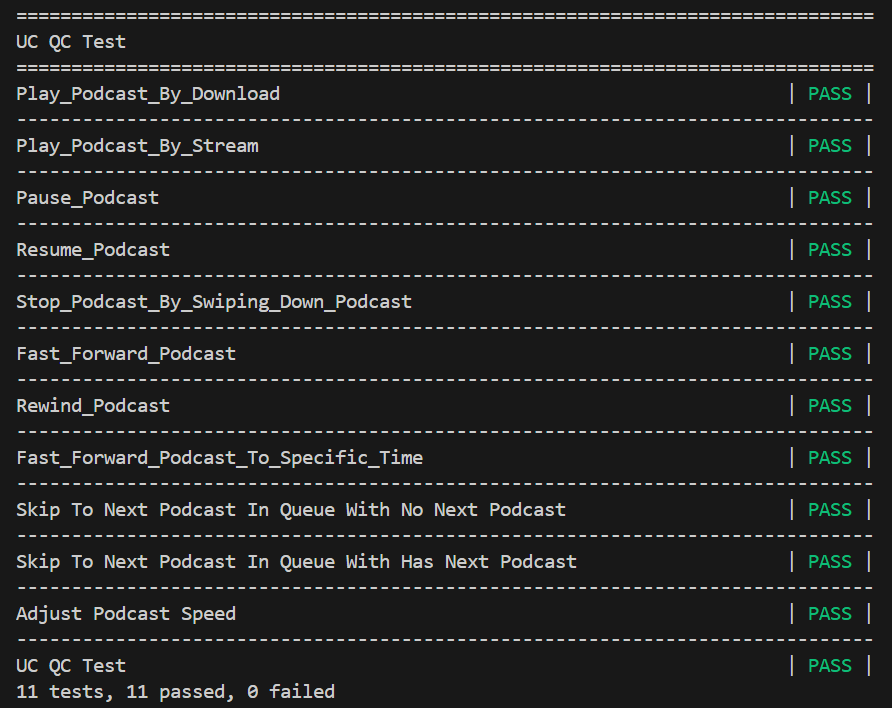 ==============================================================================
UC QC Test
==============================================================================
Play_Podcast_By_Download | PASS |
------------------------------------------------------------------------------
Play_Podcast_By_Stream | PASS |
------------------------------------------------------------------------------
Pause_Podcast | PASS |
------------------------------------------------------------------------------
Resume_Podcast | PASS |
------------------------------------------------------------------------------
Stop_Podcast_By_Swiping_Down_Podcast | PASS |
------------------------------------------------------------------------------
Fast_Forward_Podcast | PASS |
------------------------------------------------------------------------------
Rewind_Podcast | PASS |
------------------------------------------------------------------------------
Fast_Forward_Podcast_To_Specific_Time | PASS |
------------------------------------------------------------------------------
Skip To Next Podcast In Queue With No Next Podcast | PASS |
------------------------------------------------------------------------------
Skip To Next Podcast In Queue With Has Next Podcast | PASS |
------------------------------------------------------------------------------
Adjust Podcast Speed | PASS |
------------------------------------------------------------------------------
UC QC Test | PASS |
11 tests, 11 passed, 0 failed